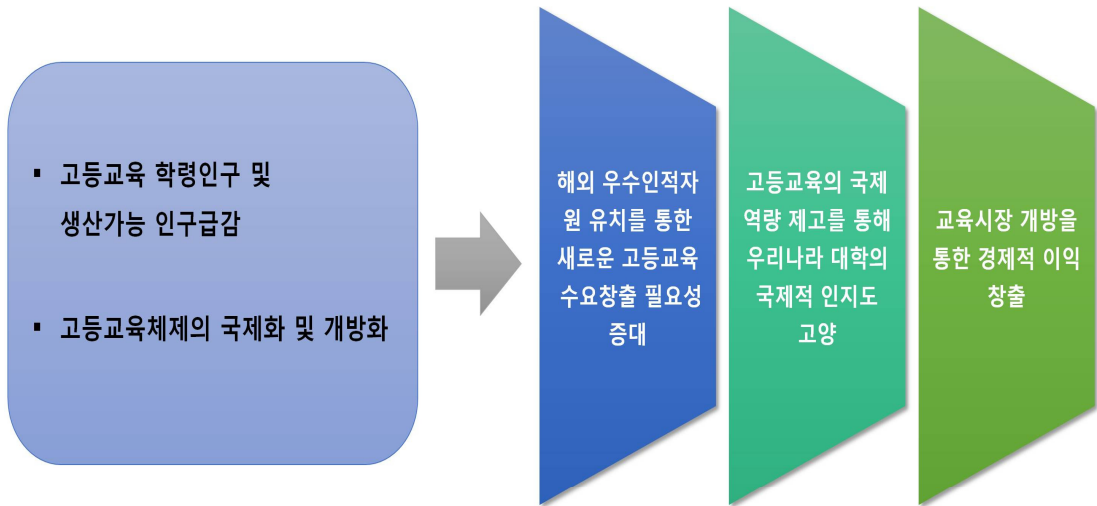 ▪ 고등교육 학령인구 및
생산가능 인구급감
▪ 고등교육체제의 국제화 및 개방화
해외 우수인적자
원 유치를 통한
새로운 고등교육
수요창출 필요성
증대
고등교육의 국제
역량 제고를 통해
우리나라 대학의
국제적 인지도
고양
교육시장 개방을
통한 경제적 이익
창출